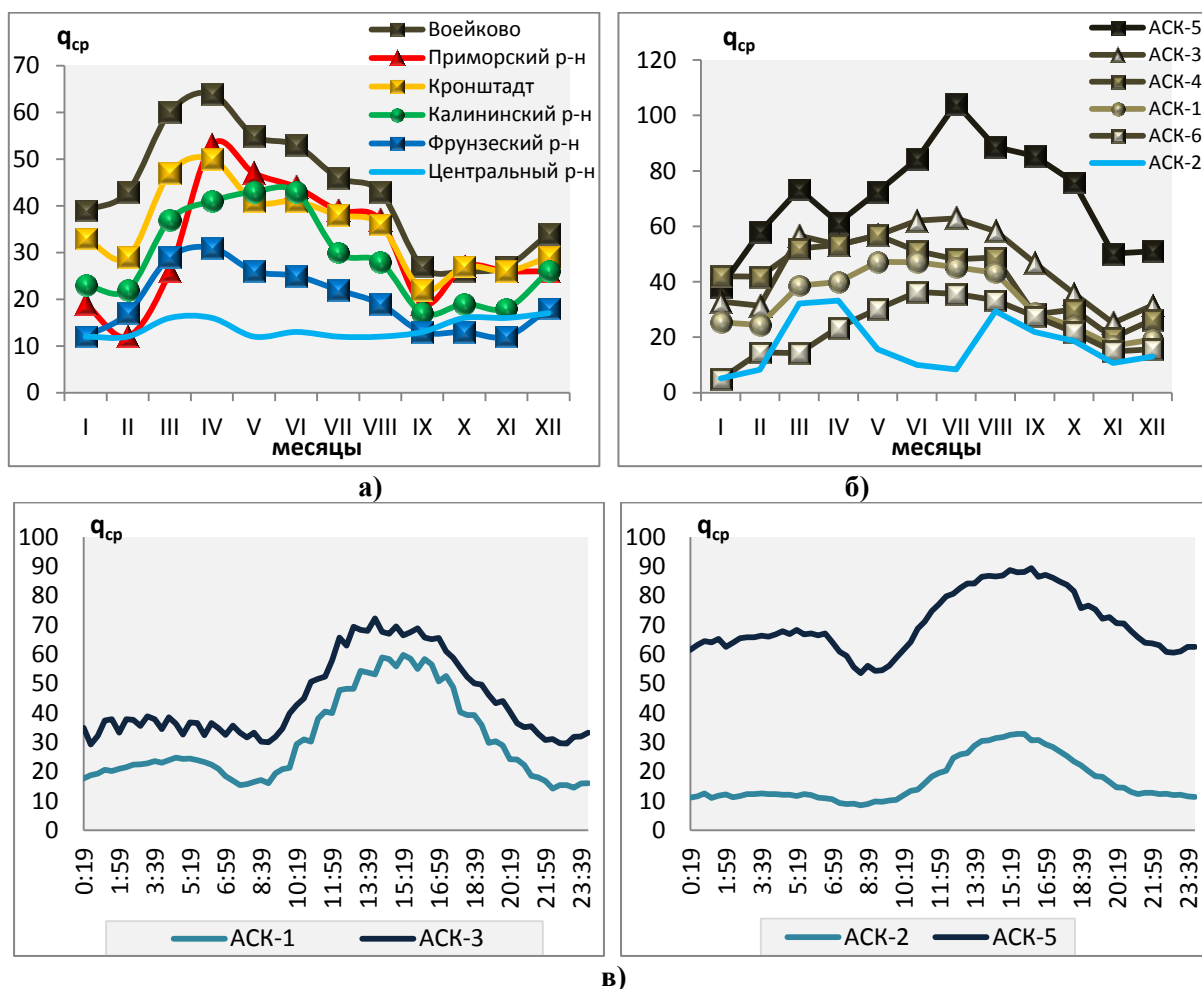 q_ср
Воейково
Приморский р-н
Кронштадт
Калининский р-н
Фрунзеский р-н
Центральный р-н
70
60
50
40
30
20
10
0
I II III IV V VI VII VIII IX X XI XII
месяцы
а)
q_ср
АСК-5
АСК-3
АСК-4
АСК-1
АСК-6
АСК-2
120
100
80
60
40
20
0
I II III IV V VI VII VIII IX X XI XII
месяцы
б)
q_ср
100
90
80
70
60
50
40
30
20
10
0
0:19 1:59 3:39 5:19 6:59 8:39 10:19 11:59 13:39 15:19 16:59 18:39 20:19 21:59 23:39
АСК-1 АСК-3
q_ср
100
90
80
70
60
50
40
30
20
10
0
0:19 1:59 3:39 5:19 6:59 8:39 10:19 11:59 13:39 15:19 16:59 18:39 20:19 21:59 23:39
АСК-2 АСК-5
в)